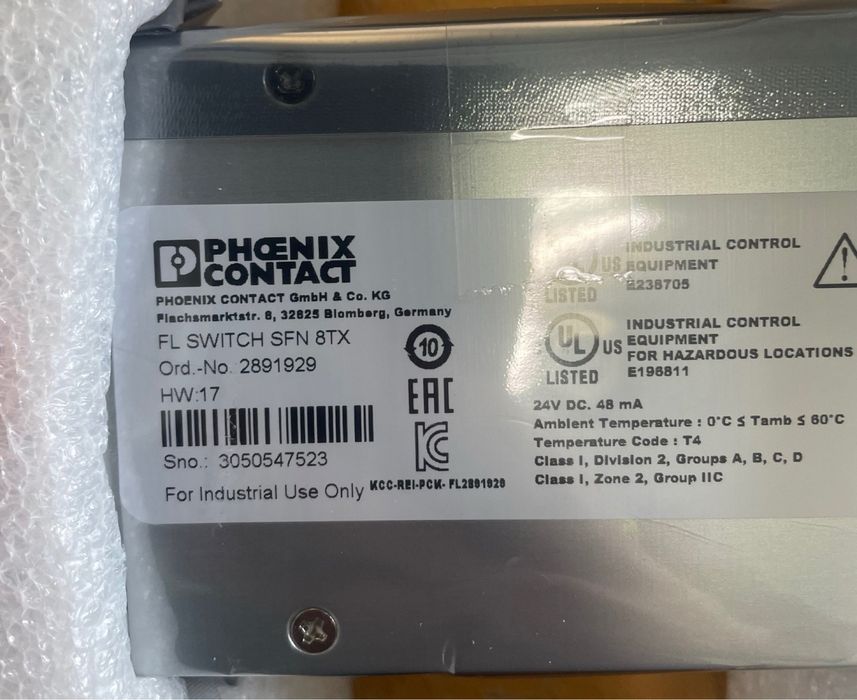 PHŒNIX
CONTACT
PHOENIX CONTACT GmbH & Co. KG
Flachsmarktstr. 8, 32825 Blomberg, Germany
FL SWITCH SFN 8TX
Ord.-No. 2891929
HW:17
Sno.: 3050547523
For Industrial Use Only
10
EAC
KCC-REI-PCK- FL2891929
US
LISTED
INDUSTRIAL CONTROL
EQUIPMENT
E238705
UL
US
LISTED
INDUSTRIAL CONTROL
EQUIPMENT
FOR HAZARDOUS LOCATIONS
E196811
24V DC. 48 mA
Ambient Temperature : 0°C ≤ Tamb ≤ 60°C
Temperature Code : T4
Class I, Division 2, Groups A, B, C, D
Class I, Zone 2, Group IIC